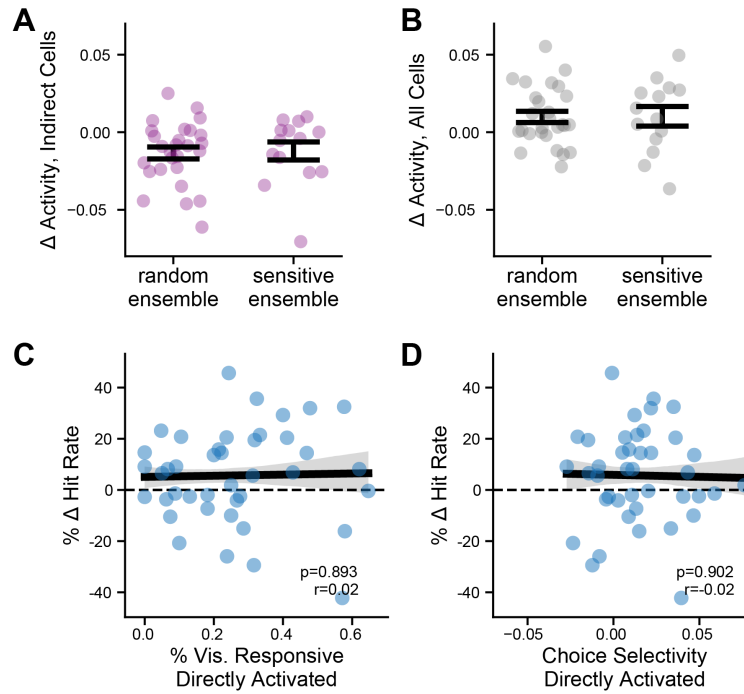 A
Δ Activity, Indirect Cells
0.05
0.00
−0.05
random
ensemble
sensitive
ensemble
B
Δ Activity, All Cells
0.05
0.00
−0.05
random
ensemble
sensitive
ensemble
C
% Δ Hit Rate
40
20
0
-20
-40
p=0.893
r=0.02
0.0
0.2
0.4
0.6
% Vis. Responsive
Directly Activated
D
% Δ Hit Rate
40
20
0
-20
-40
p=0.902
r=-0.02
−0.05
0.00
0.05
Choice Selectivity
Directly Activated